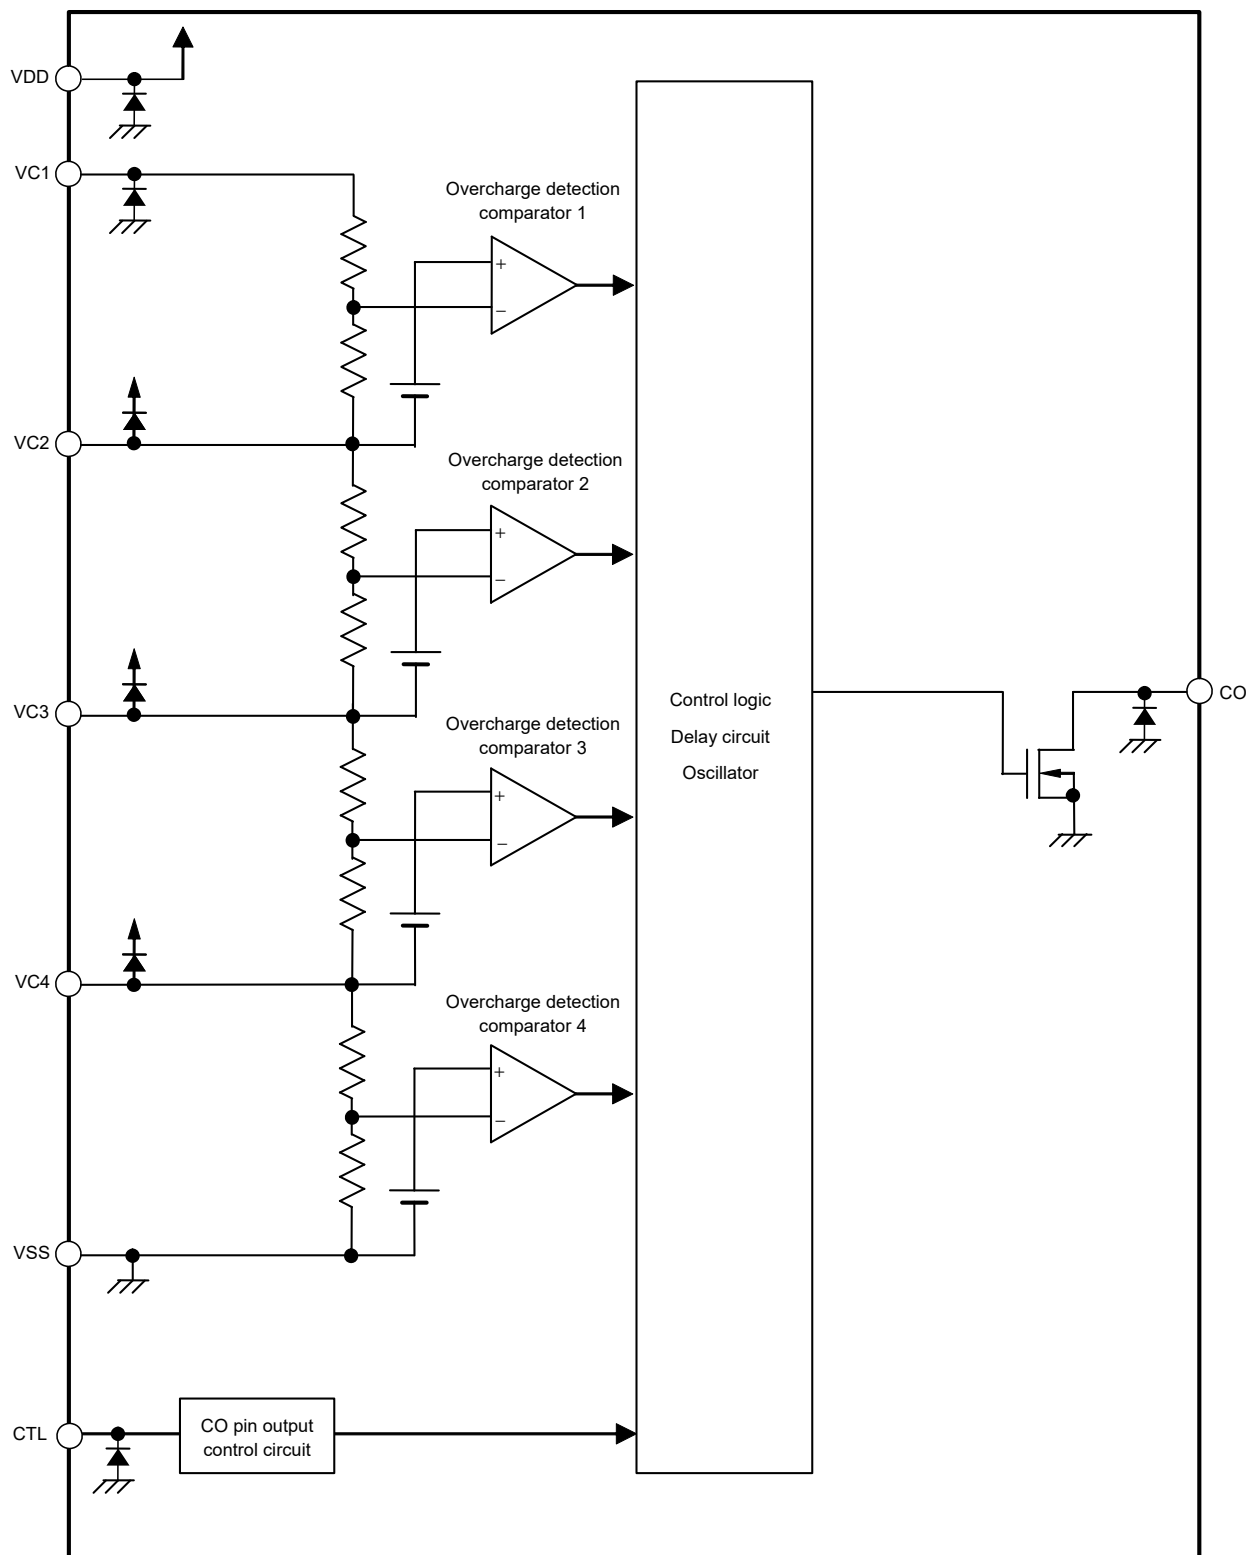 VDD
VC1
Overcharge detection
comparator 1
+
−
VC2
Overcharge detection
comparator 2
+
−
VC3
Overcharge detection
comparator 3
+
−
Control logic
Delay circuit
Oscillator
CO
VC4
Overcharge detection
comparator 4
+
−
VSS
CTL
CO pin output
control circuit